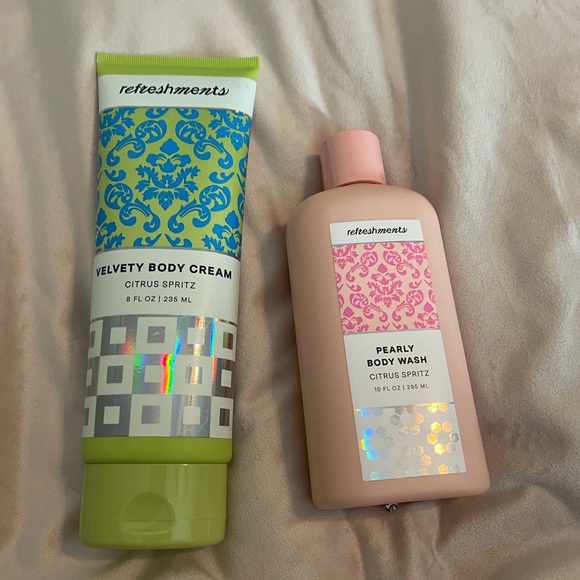 refreshments
VELVETY BODY CREAM
CITRUS SPRITZ
8 FL OZ | 235 ML
refreshments
PEARLY
BODY WASH
CITRUS SPRITZ
10 FL OZ | 295 ML